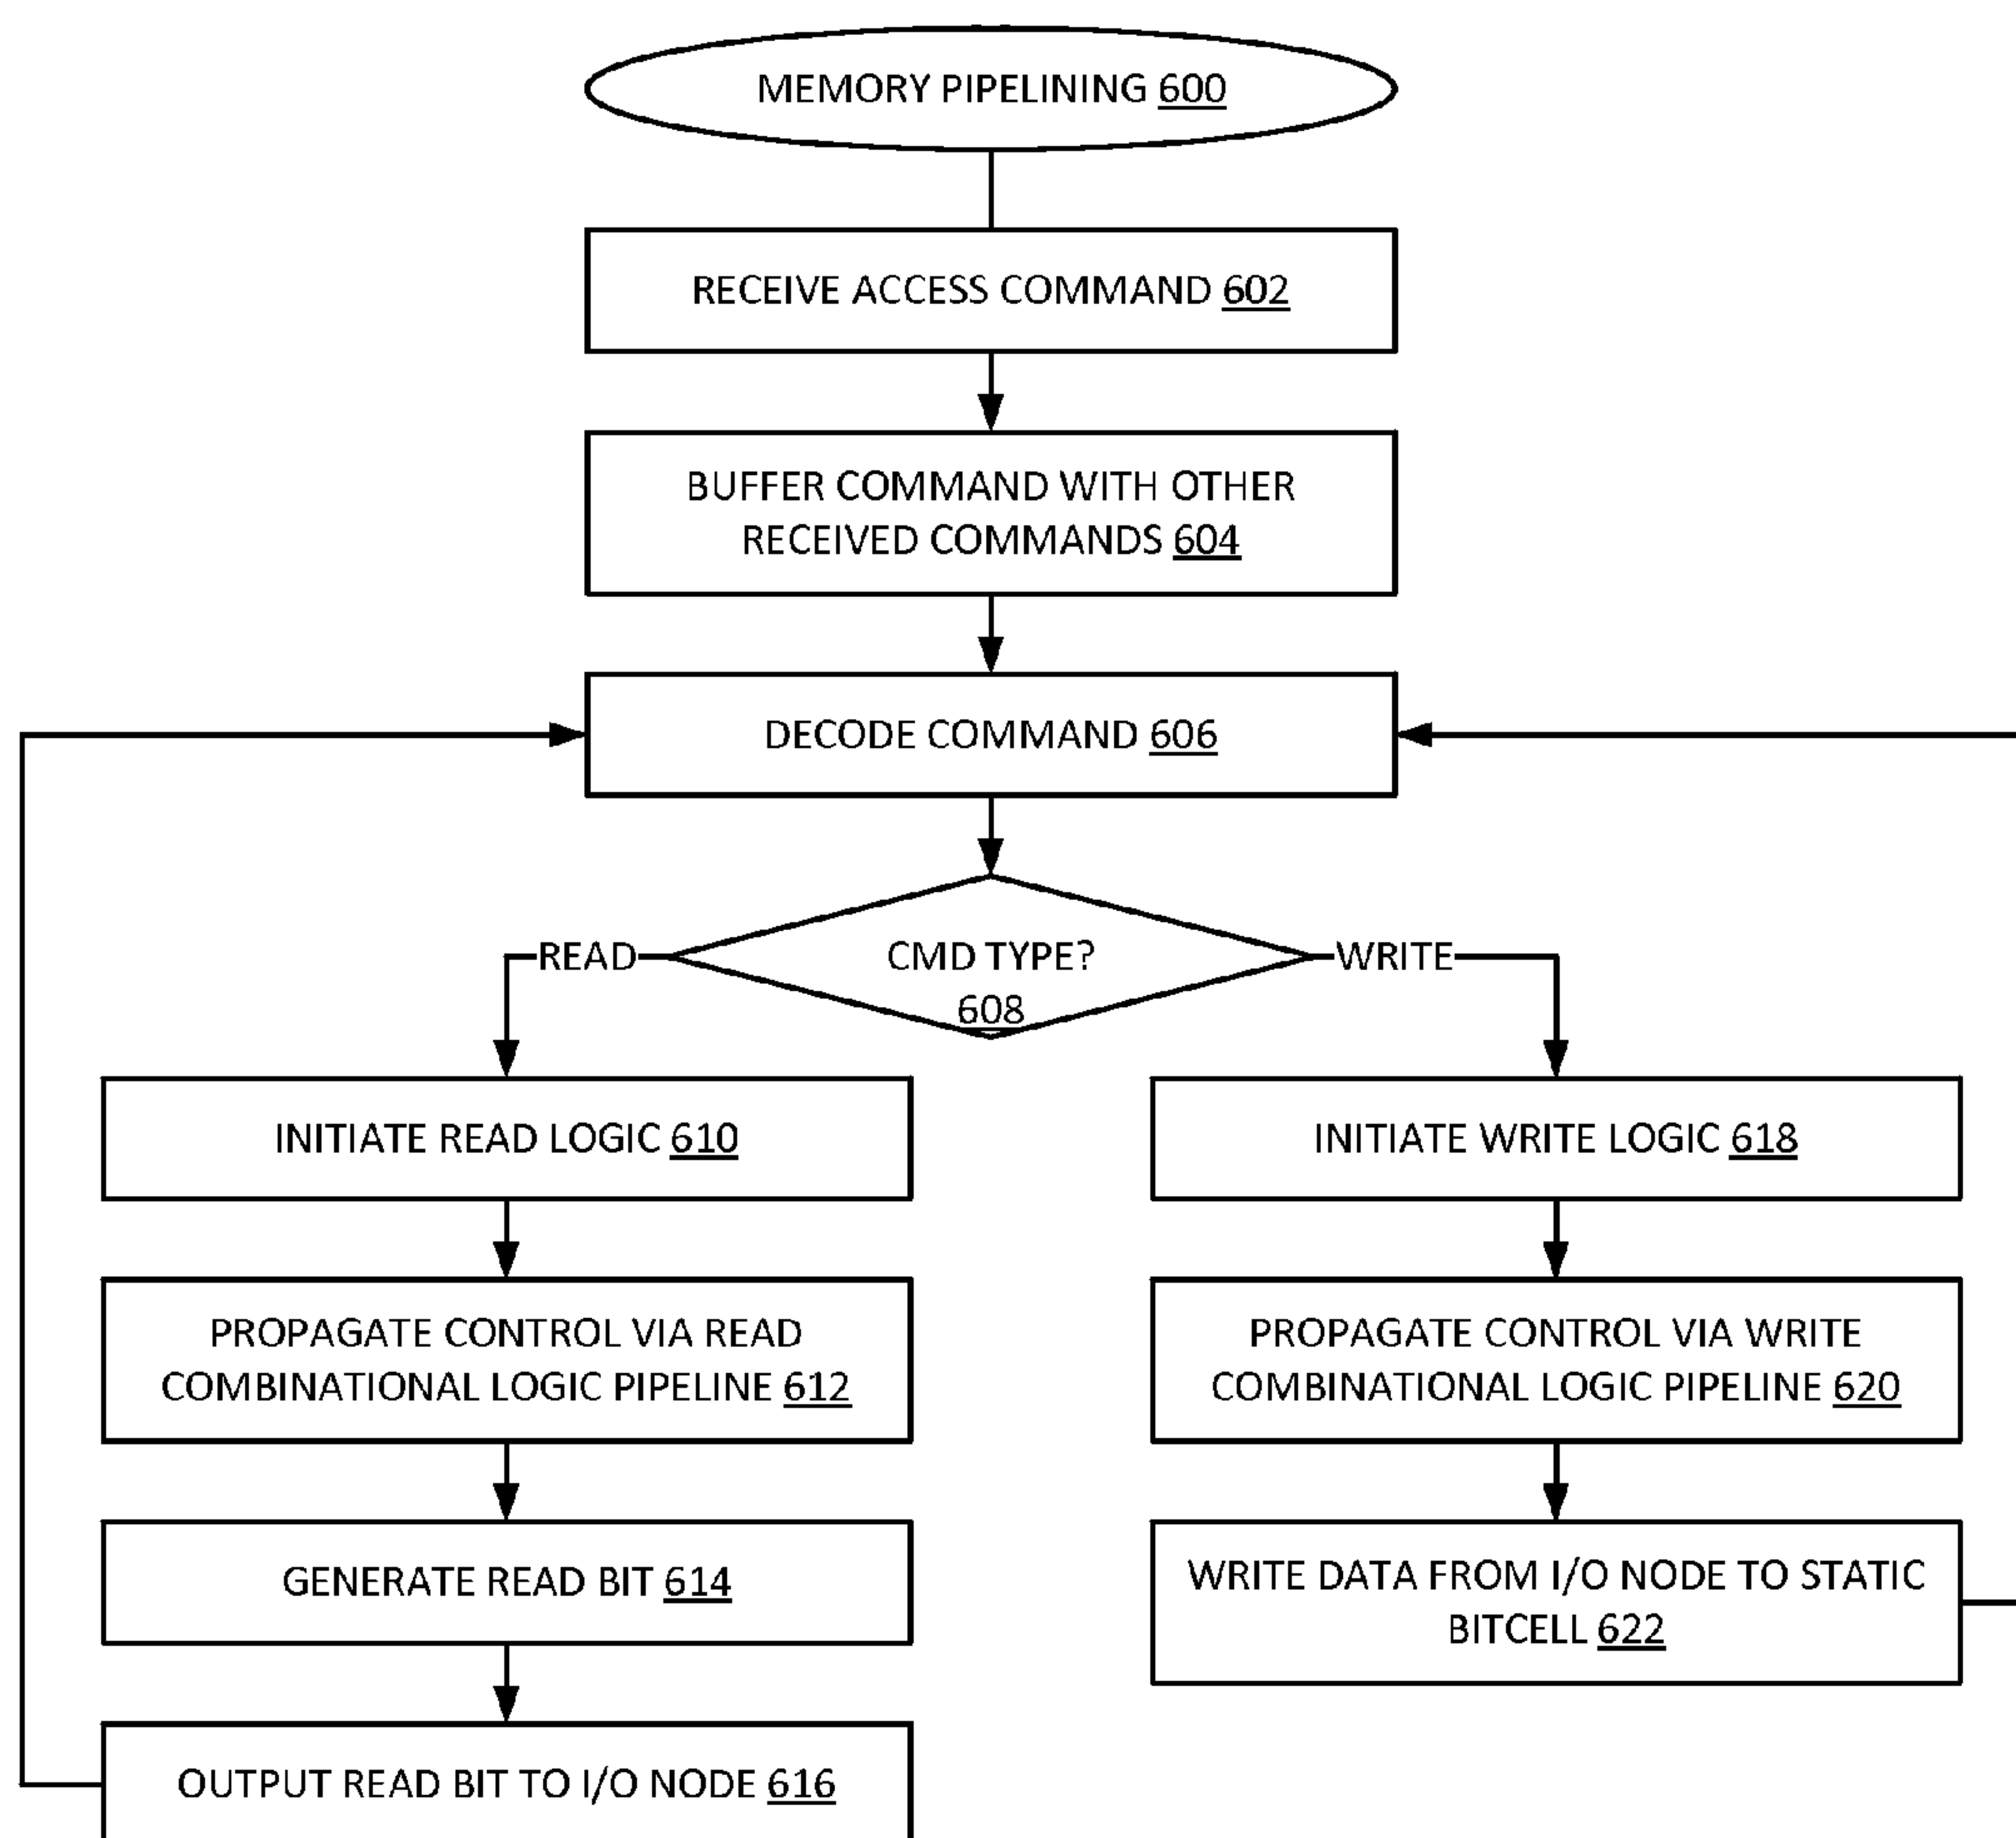 MEMORY PIPELINING 600
RECEIVE ACCESS COMMAND 602
BUFFER COMMAND WITH OTHER
RECEIVED COMMANDS 604
DECODE COMMAND 606
CMD TYPE?
608
READ
WRITE
INITIATE READ LOGIC 610
PROPAGATE CONTROL VIA READ
COMBINATIONAL LOGIC PIPELINE 612
GENERATE READ BIT 614
OUTPUT READ BIT TO I/O NODE 616
INITIATE WRITE LOGIC 618
PROPAGATE CONTROL VIA WRITE
COMBINATIONAL LOGIC PIPELINE 620
WRITE DATA FROM I/O NODE TO STATIC
BITCELL 622